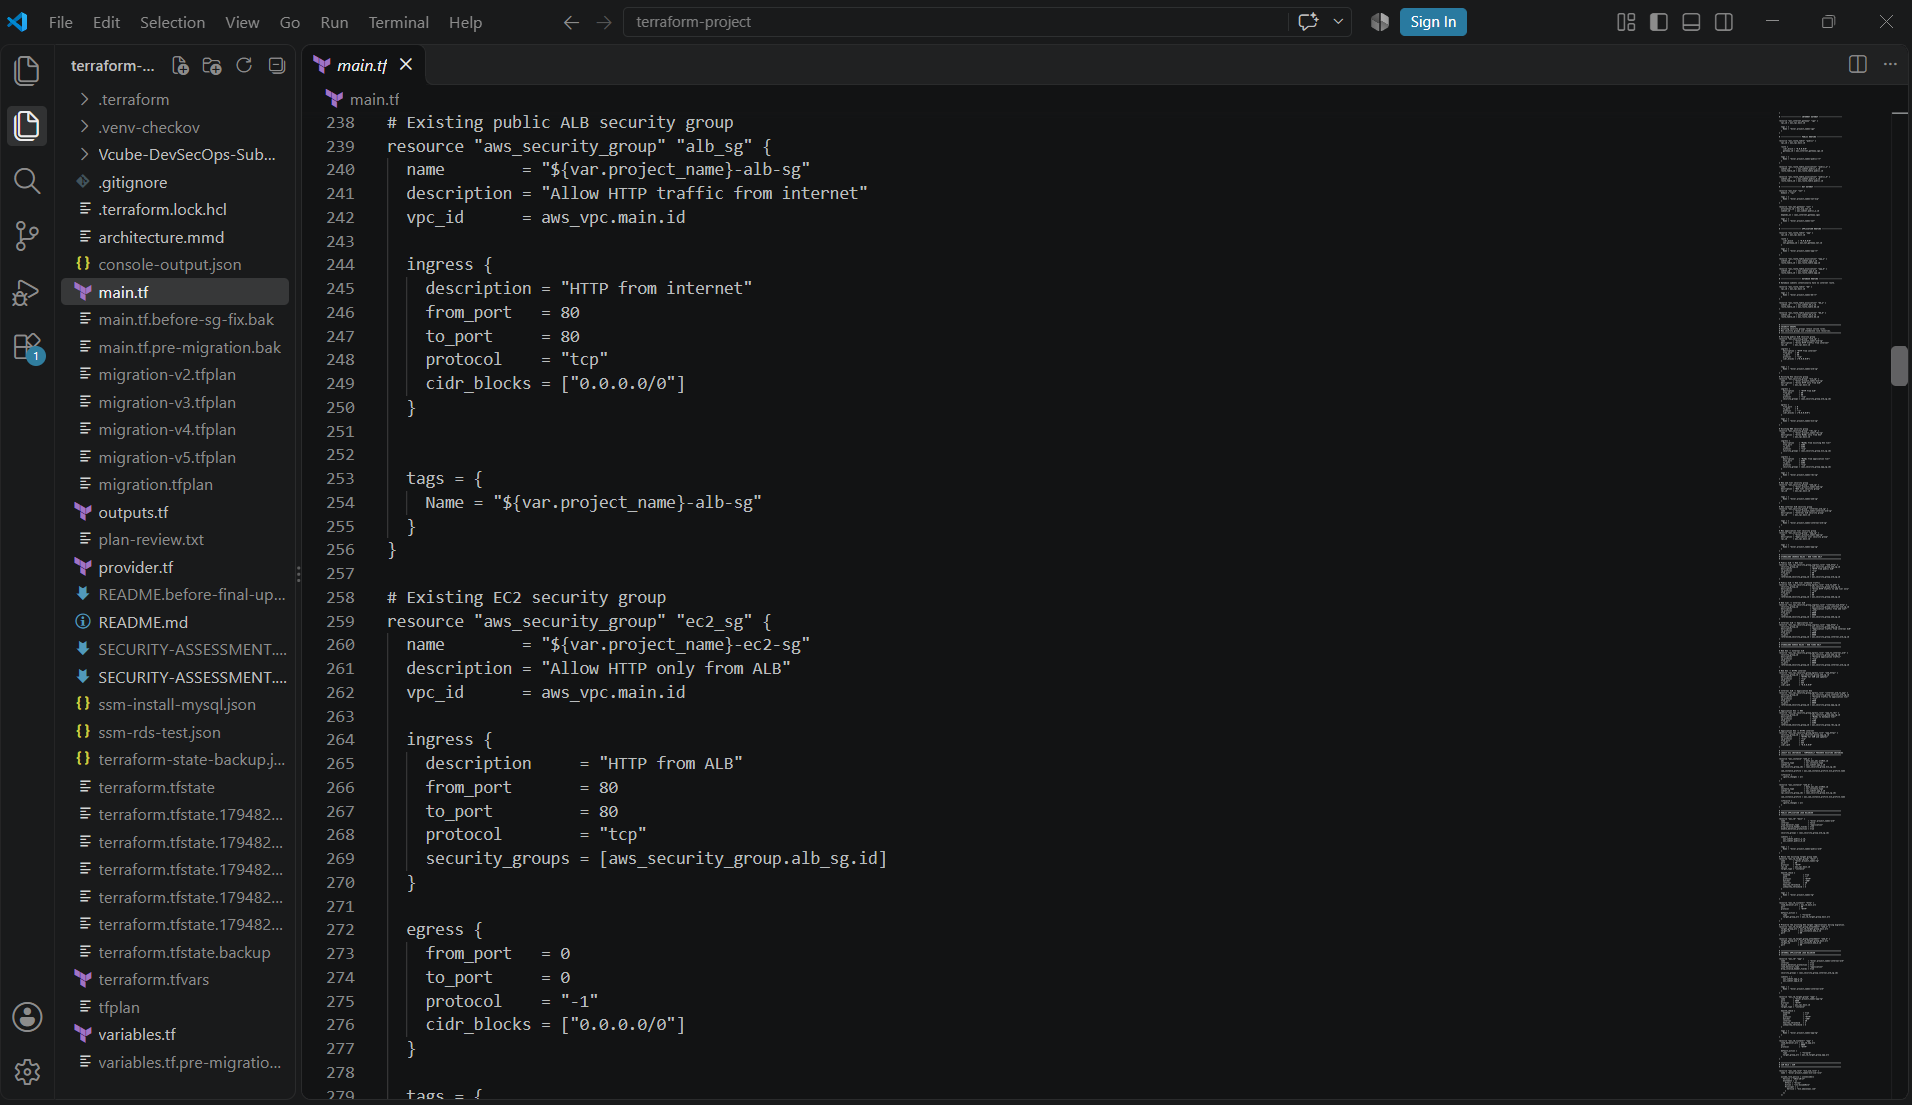 File Edit Selection View Go Run Terminal Help
terraform-project
Sign In
terraform-...
.terraform
.venv-checkov
Vcube-DevSecOps-Sub...
.gitignore
.terraform.lock.hcl
architecture.mmd
console-output.json
main.tf
main.tf.before-sg-fix.bak
main.tf.pre-migration.bak
migration-v2.tfplan
migration-v3.tfplan
migration-v4.tfplan
migration-v5.tfplan
migration.tfplan
outputs.tf
plan-review.txt
provider.tf
README.before-final-up...
README.md
SECURITY-ASSESSMENT....
SECURITY-ASSESSMENT....
ssm-install-mysql.json
ssm-rds-test.json
terraform-state-backup.j...
terraform.tfstate
terraform.tfstate.179482...
terraform.tfstate.179482...
terraform.tfstate.179482...
terraform.tfstate.179482...
terraform.tfstate.179482...
terraform.tfstate.backup
terraform.tfvars
tfplan
variables.tf
variables.tf.pre-migratio...
1
main.tf
main.tf
238 # Existing public ALB security group
239 resource "aws_security_group" "alb_sg" {
240   name        = "${var.project_name}-alb-sg"
241   description = "Allow HTTP traffic from internet"
242   vpc_id      = aws_vpc.main.id
243
244   ingress {
245     description = "HTTP from internet"
246     from_port   = 80
247     to_port     = 80
248     protocol    = "tcp"
249     cidr_blocks = ["0.0.0.0/0"]
250   }
251
252
253   tags = {
254     Name = "${var.project_name}-alb-sg"
255   }
256 }
257
258 # Existing EC2 security group
259 resource "aws_security_group" "ec2_sg" {
260   name        = "${var.project_name}-ec2-sg"
261   description = "Allow HTTP only from ALB"
262   vpc_id      = aws_vpc.main.id
263
264   ingress {
265     description     = "HTTP from ALB"
266     from_port       = 80
267     to_port         = 80
268     protocol        = "tcp"
269     security_groups = [aws_security_group.alb_sg.id]
270   }
271
272   egress {
273     from_port   = 0
274     to_port     = 0
275     protocol    = "-1"
276     cidr_blocks = ["0.0.0.0/0"]
277   }
278
279   tags = {